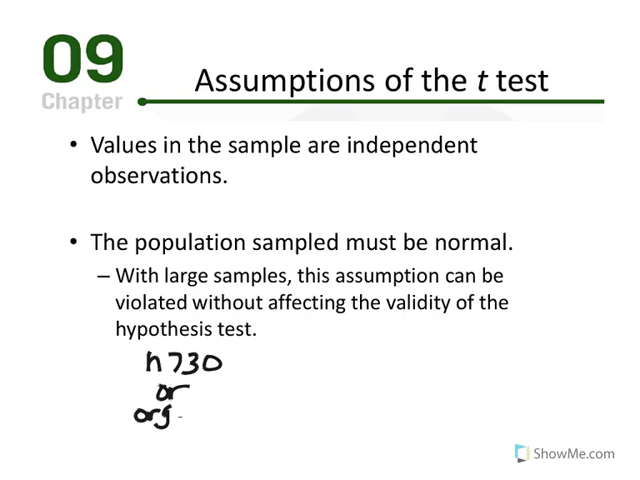 09
Chapter
Assumptions of the t test
• Values in the sample are independent
observations.
• The population sampled must be normal.
– With large samples, this assumption can be
violated without affecting the validity of the
hypothesis test.
n>30
or
org -
ShowMe.com